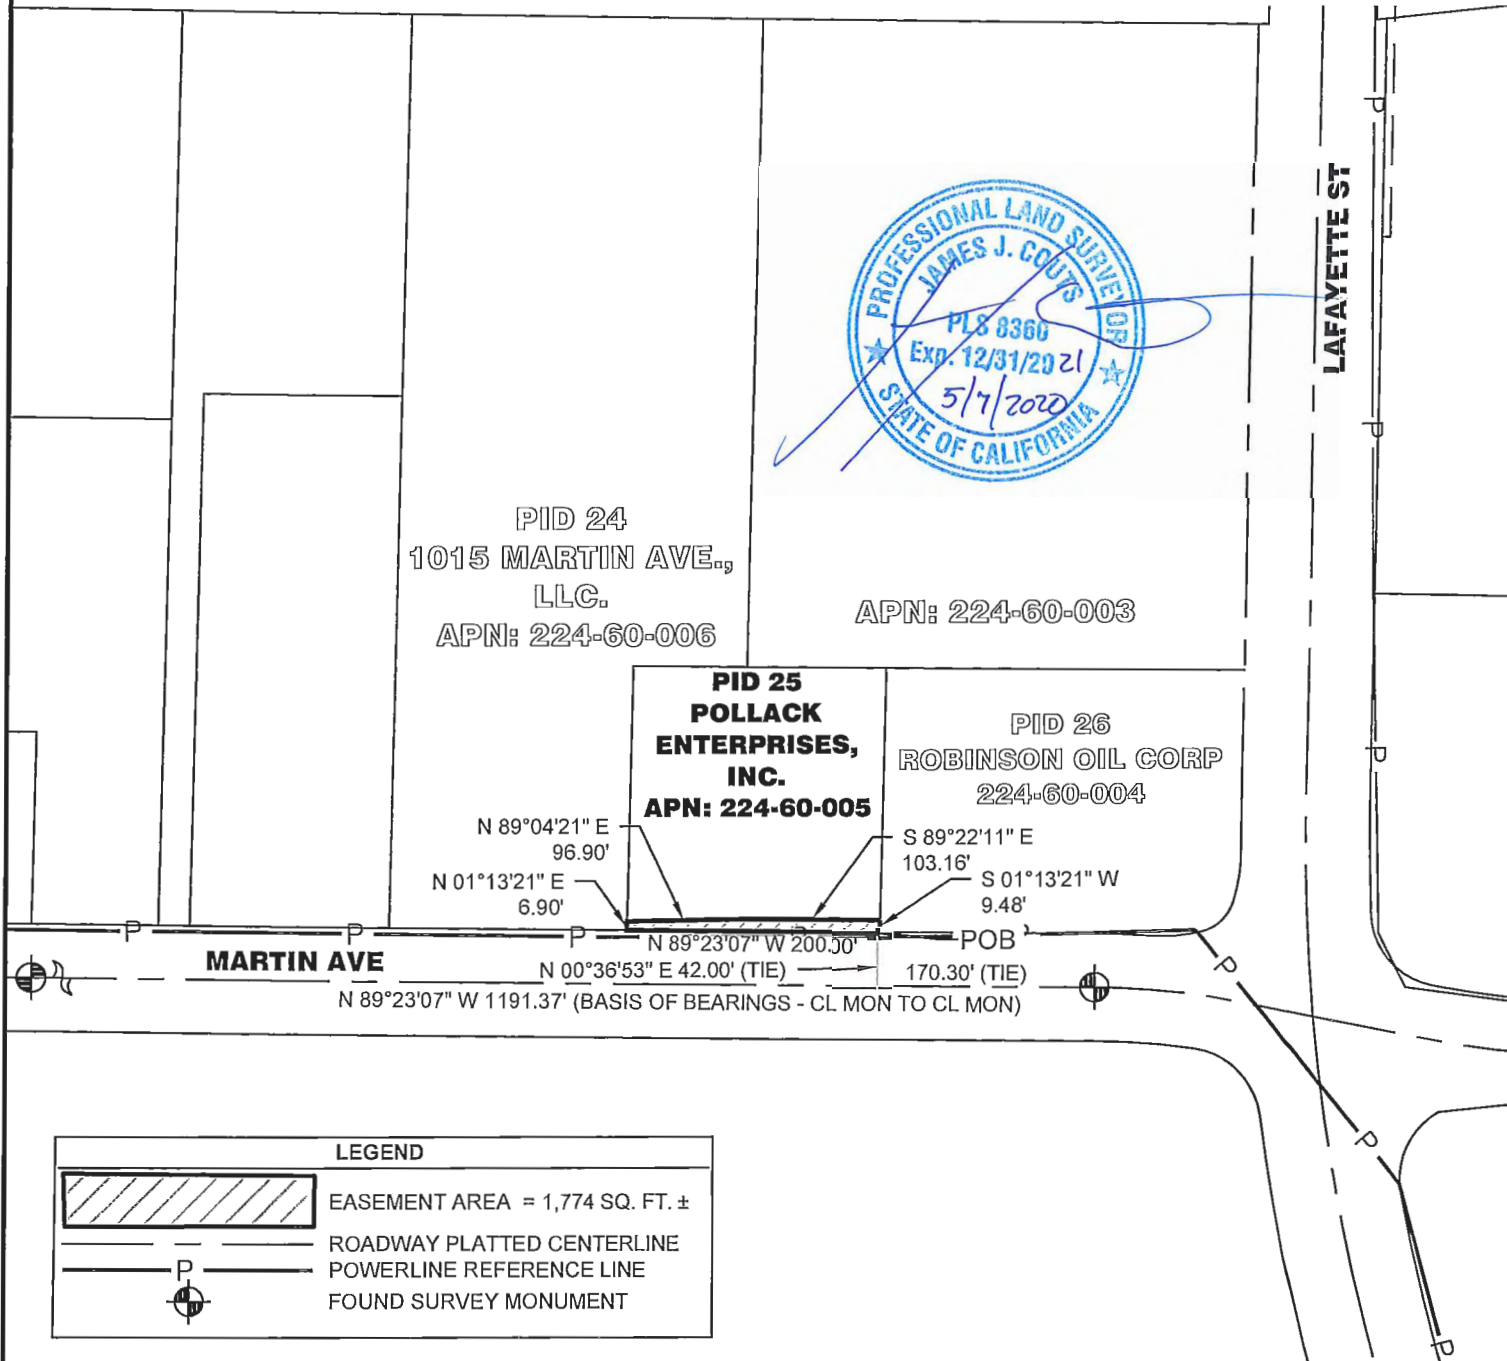 LAFAYETTE ST
PROFESSIONAL LAND SURVEYOR
JAMES J. COUTS
PLS 8360
Exp. 12/31/2021
5/7/2020
STATE OF CALIFORNIA
PID 24
1015 MARTIN AVE.,
LLC.
APN: 224-60-006
APN: 224-60-003
PID 25
POLLACK
ENTERPRISES,
INC.
APN: 224-60-005
PID 26
ROBINSON OIL CORP
224-60-004
N 89°04'21" E
96.90'
S 89°22'11" E
103.16'
N 01°13'21" E
6.90'
S 01°13'21" W
9.48'
P
P
P
P
P
P
N 89°23'07" W 200.00'
POB
MARTIN AVE
N 00°36'53" E 42.00' (TIE)
170.30' (TIE)
P
N 89°23'07" W 1191.37' (BASIS OF BEARINGS - CL MON TO CL MON)
P
P
LEGEND
EASEMENT AREA = 1,774 SQ. FT. ±
ROADWAY PLATTED CENTERLINE
P
POWERLINE REFERENCE LINE
FOUND SURVEY MONUMENT